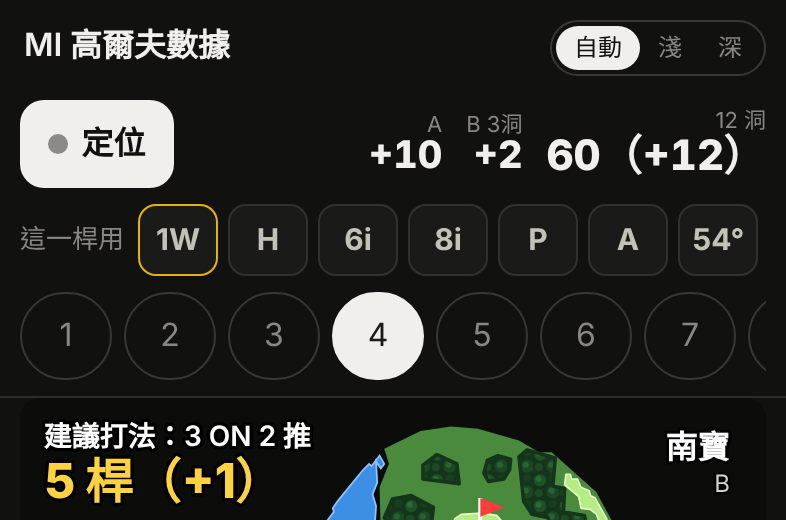 MI 高爾夫數據
自動 淺 深
定位
A B 3洞 12 洞
+10 +2 60（+12）
這一桿用 1W H 6i 8i P A 54°
1 2 3 4 5 6 7
建議打法：3 ON 2 推
5 桿（+1）
南寶
B